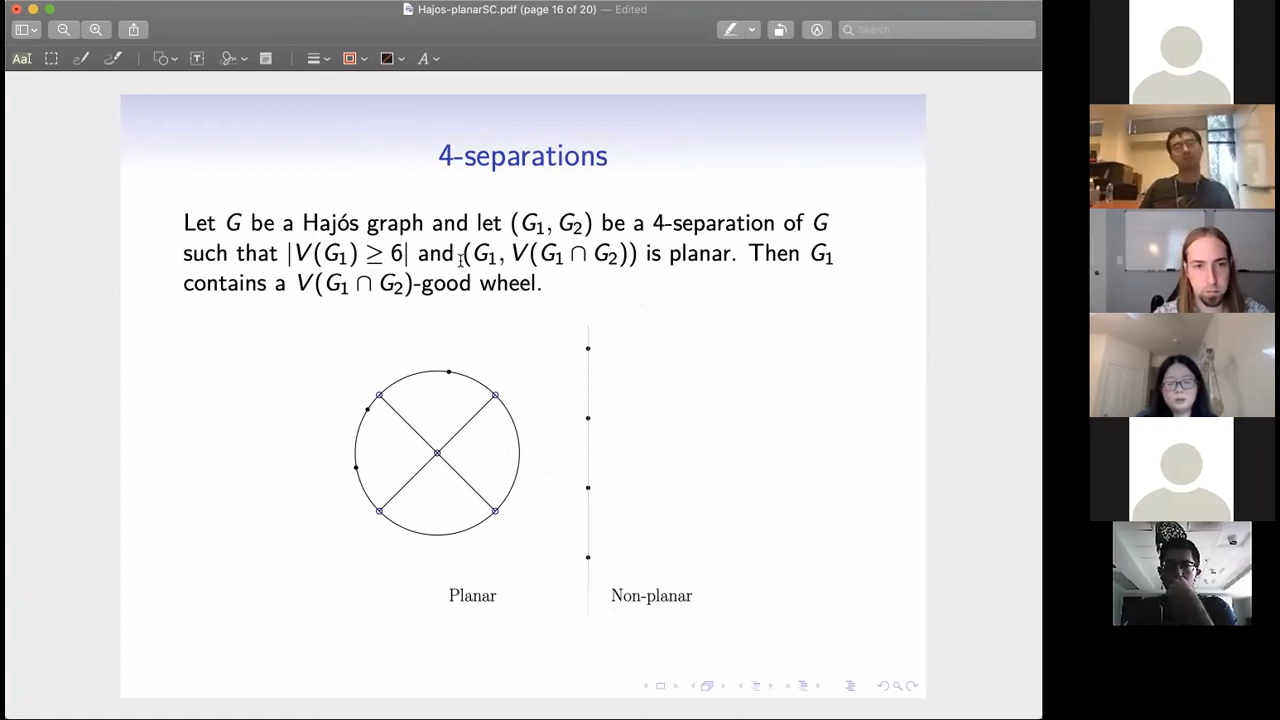 Hajos-planarSC.pdf (page 16 of 20) — Edited
Search
AaI
T
A
4-separations
Let G be a Hajós graph and let (G₁, G₂) be a 4-separation of G
such that |V(G₁) ≥ 6| and (G₁, V(G₁ ∩ G₂)) is planar. Then G₁
contains a V(G₁ ∩ G₂)-good wheel.
Planar
Non-planar